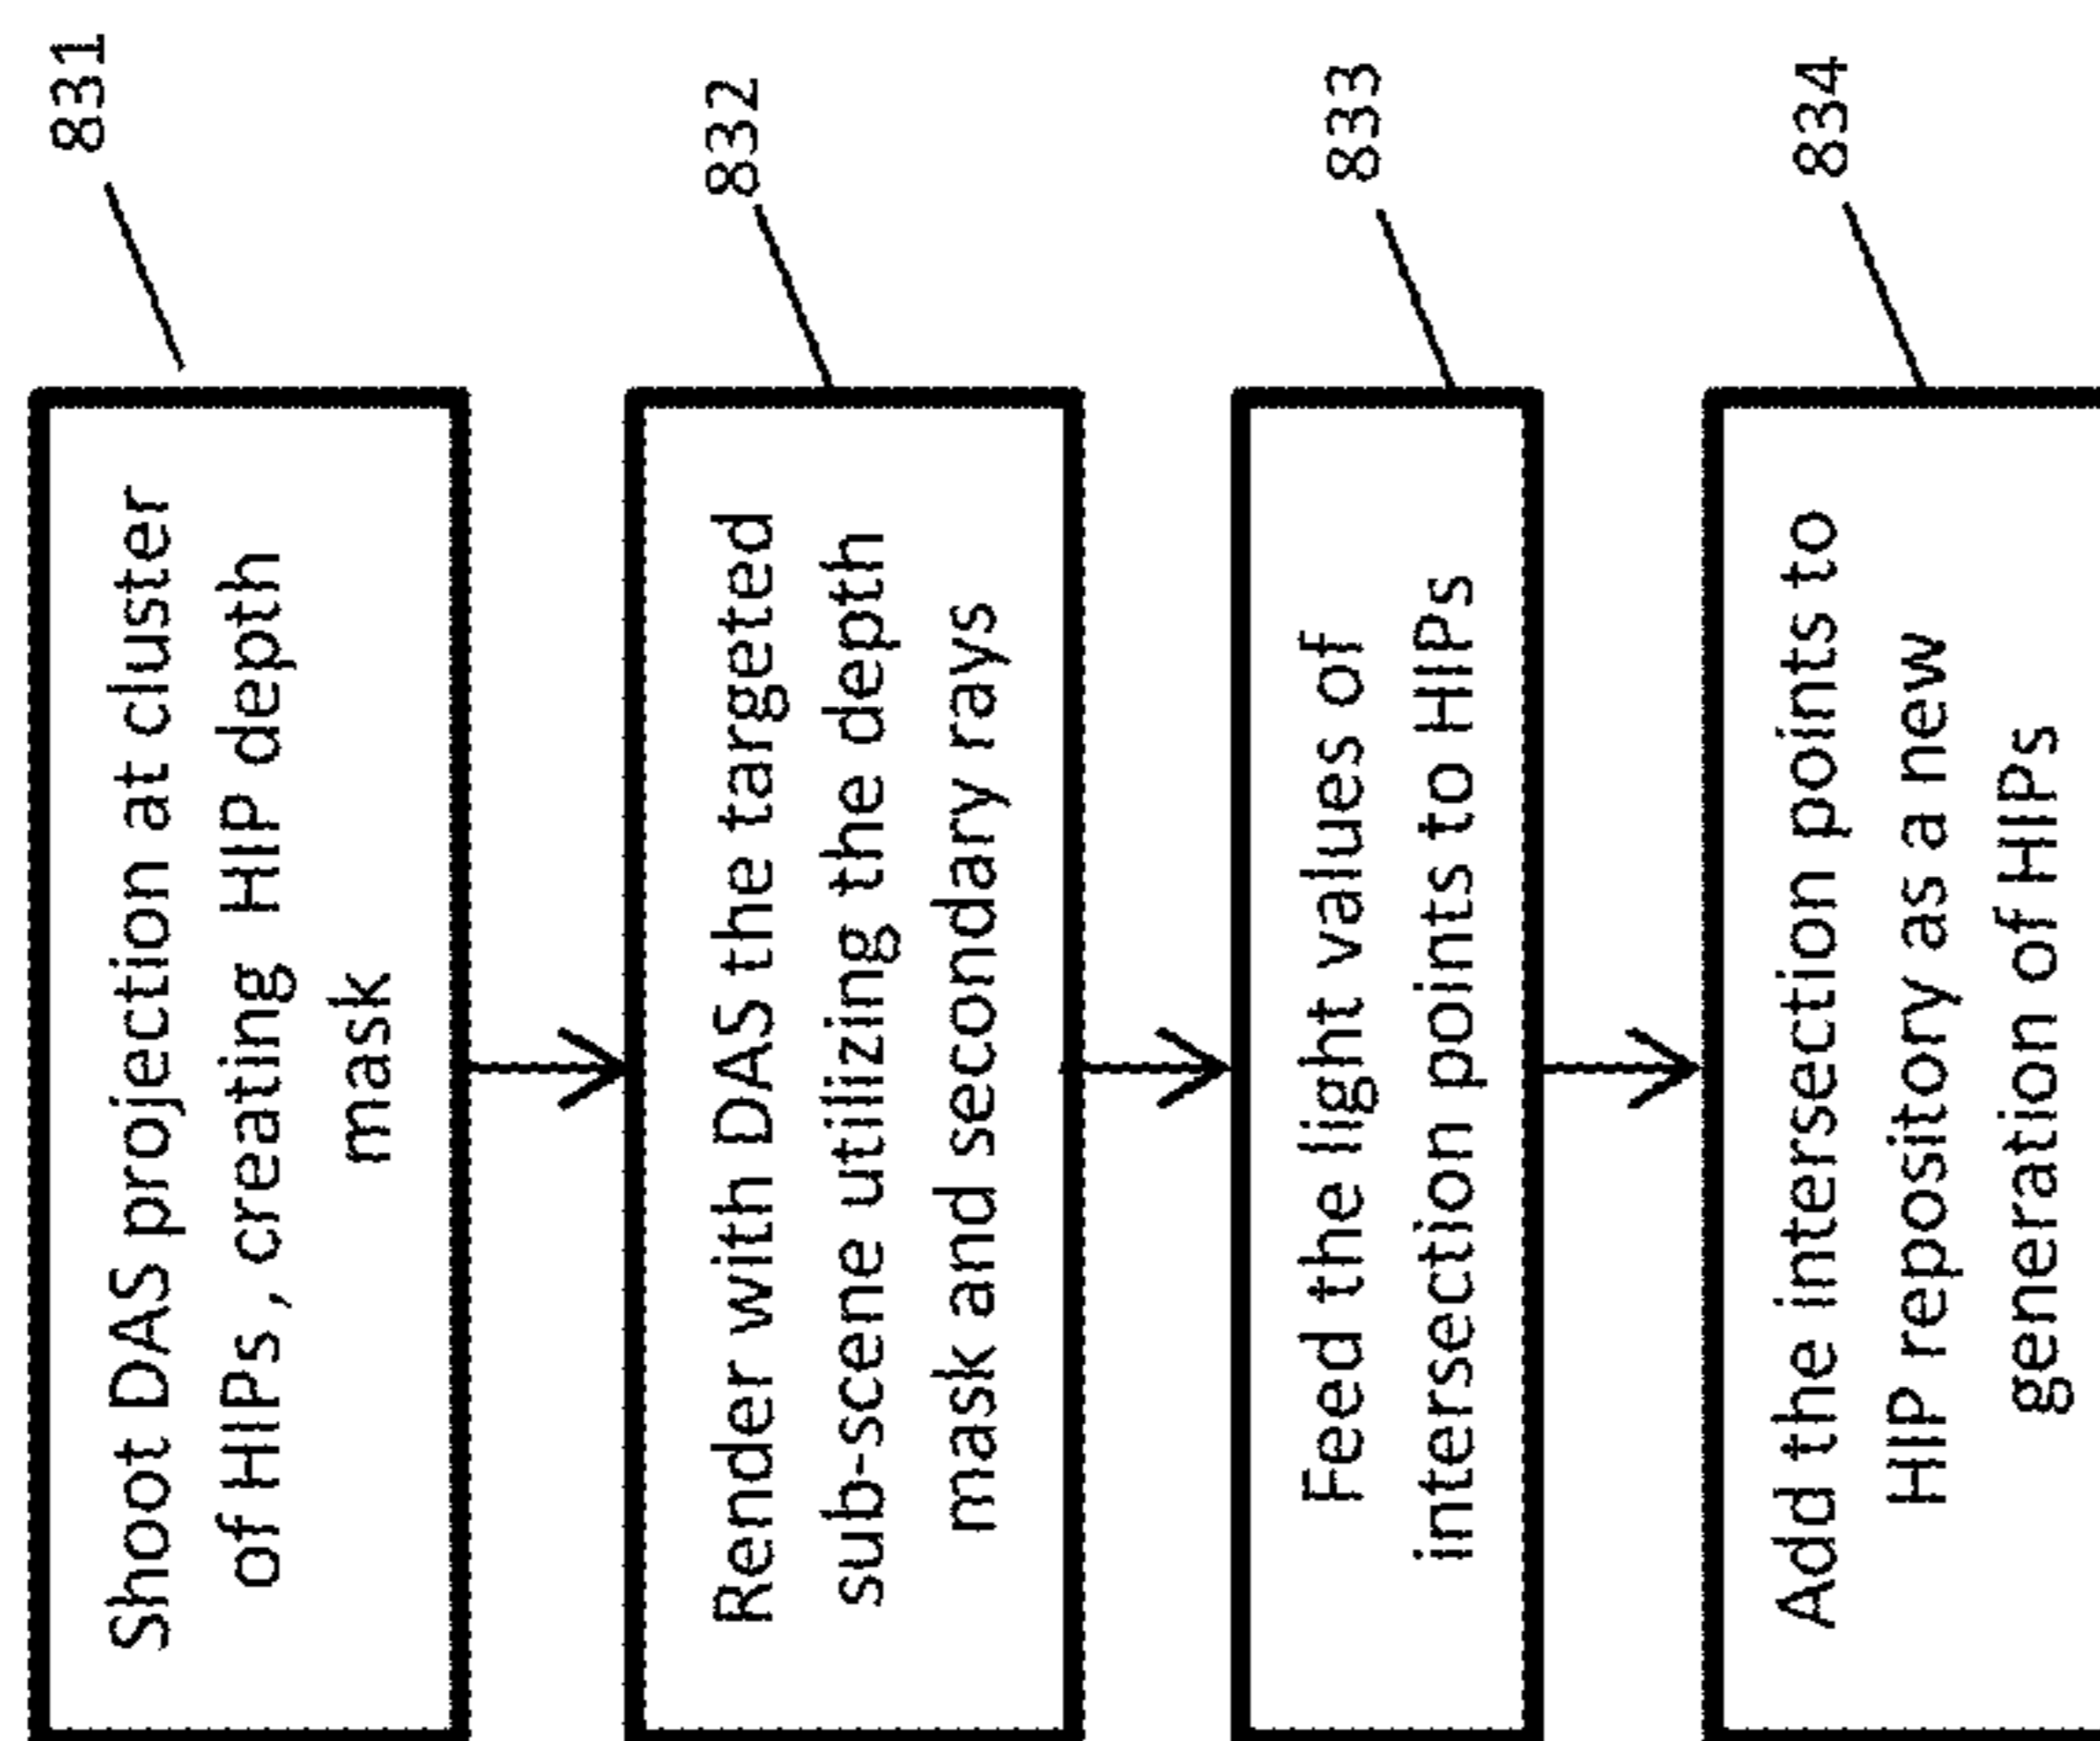 831
Shoot DAS projection at cluster
of HIPs, creating HIP depth
mask
832
Render with DAS the targeted
sub-scene utilizing the depth
mask and secondary rays
833
Feed the light values of
intersection points to HIPs
834
Add the intersection points to
HIP repository as a new
generation of HIPs